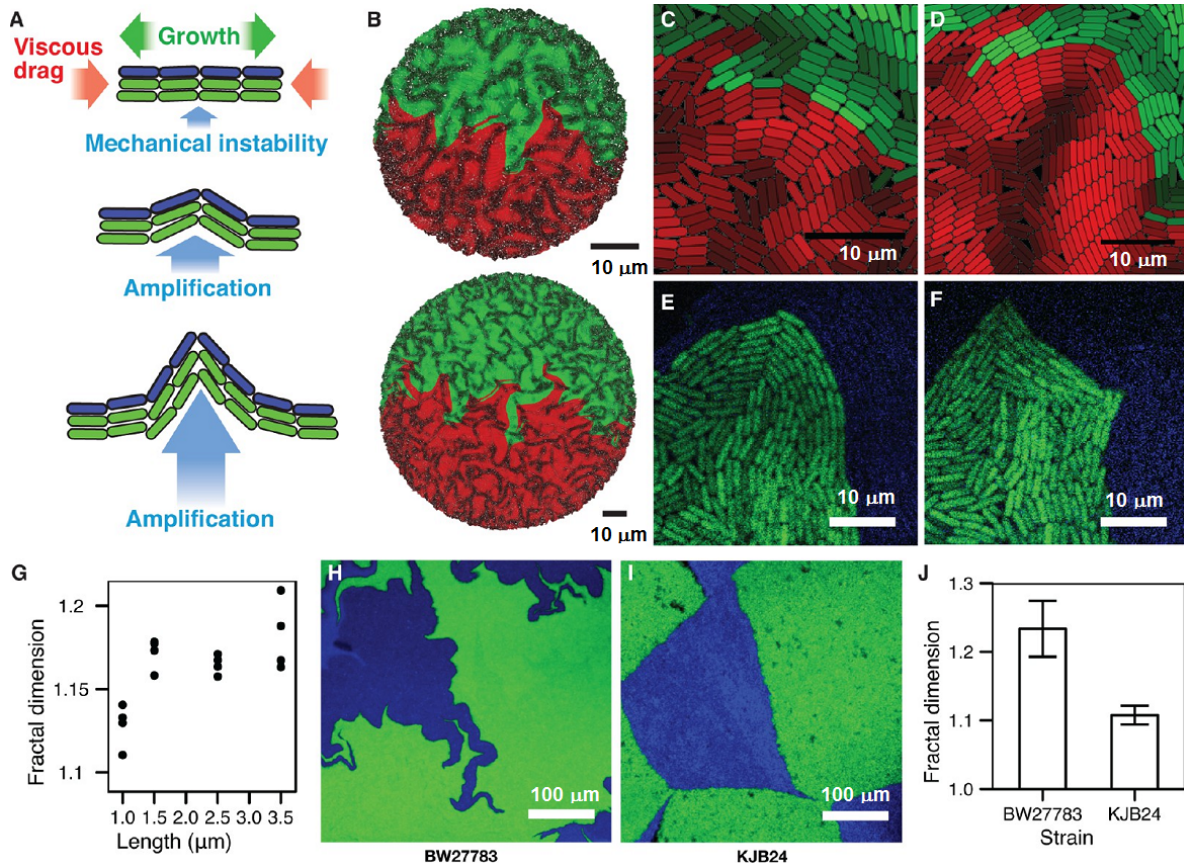 A
Growth
Viscous
drag
Mechanical instability
Amplification
Amplification
B
10 μm
10 μm
C
10 μm
D
10 μm
E
10 μm
F
10 μm
G
Fractal dimension
1.2
1.15
1.1
1.0 1.5 2.0 2.5 3.0 3.5
Length (μm)
H
100 μm
BW27783
I
100 μm
KJB24
J
Fractal dimension
1.3
1.2
1.1
1.0
BW27783 KJB24
Strain